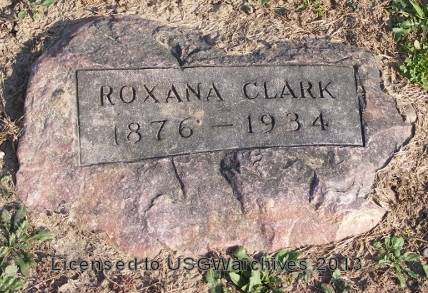 ROXANA CLARK
1876 - 1934
Licensed to USGWarchives 2013